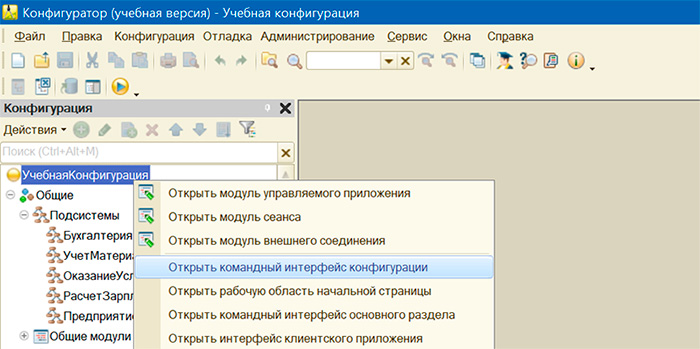 Конфигуратор (учебная версия) - Учебная конфигурация
Файл Правка Конфигурация Отладка Администрирование Сервис Окна Справка
Конфигурация
Действия
Поиск (Ctrl+Alt+M)
УчебнаяКонфигурация
Общие
Подсистемы
Бухгалтерия
УчетМатериа
ОказаниеУсл
РасчетЗарпл
Предприятие
Общие модули
Открыть модуль управляемого приложения
Открыть модуль сеанса
Открыть модуль внешнего соединения
Открыть командный интерфейс конфигурации
Открыть рабочую область начальной страницы
Открыть командный интерфейс основного раздела
Открыть интерфейс клиентского приложения